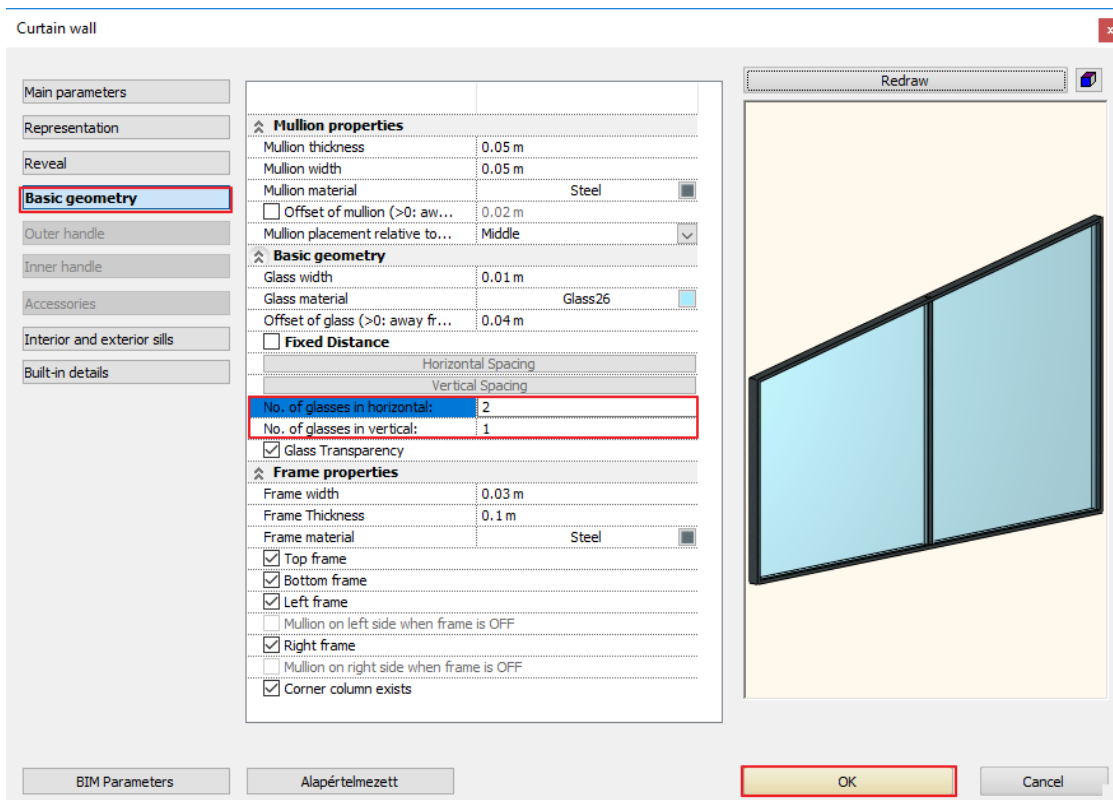 Curtain wall
x
Main parameters
Representation
Reveal
Basic geometry
Outer handle
Inner handle
Accessories
Interior and exterior sills
Built-in details
Mullion properties
Mullion thickness 0.05 m
Mullion width 0.05 m
Mullion material Steel
Offset of mullion (>0: aw... 0.02 m
Mullion placement relative to... Middle
Basic geometry
Glass width 0.01 m
Glass material Glass26
Offset of glass (>0: away fr... 0.04 m
Fixed Distance
Horizontal Spacing
Vertical Spacing
No. of glasses in horizontal: 2
No. of glasses in vertical: 1
Glass Transparency
Frame properties
Frame width 0.03 m
Frame Thickness 0.1 m
Frame material Steel
Top frame
Bottom frame
Left frame
Mullion on left side when frame is OFF
Right frame
Mullion on right side when frame is OFF
Corner column exists
Redraw
BIM Parameters
Alapértelmezett
OK
Cancel